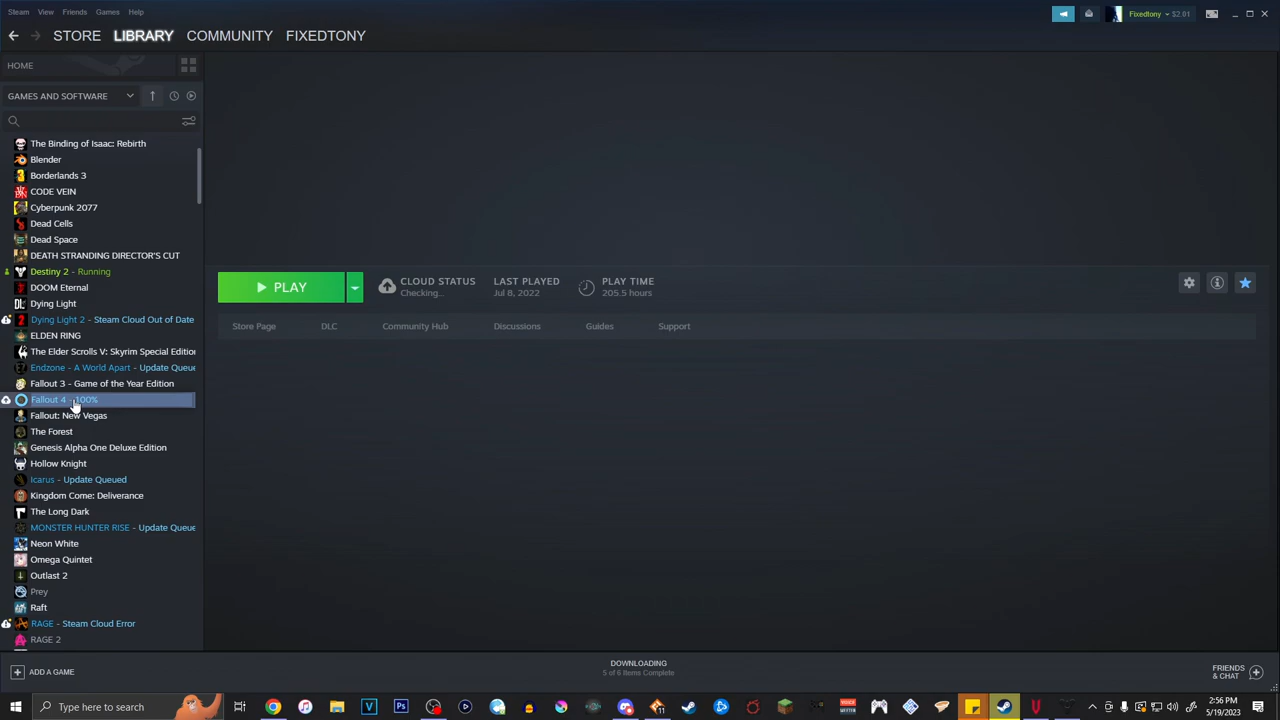 Steam View Friends Games Help
Fixedtony $2.01
STORE LIBRARY COMMUNITY FIXEDTONY
HOME
GAMES AND SOFTWARE
The Binding of Isaac: Rebirth
Blender
Borderlands 3
CODE VEIN
Cyberpunk 2077
Dead Cells
Dead Space
DEATH STRANDING DIRECTOR'S CUT
Destiny 2 - Running
DOOM Eternal
Dying Light
Dying Light 2 - Steam Cloud Out of Date
ELDEN RING
The Elder Scrolls V: Skyrim Special Edition
Endzone - A World Apart - Update Queue
Fallout 3 - Game of the Year Edition
Fallout 4 - 100%
Fallout: New Vegas
The Forest
Genesis Alpha One Deluxe Edition
Hollow Knight
Icarus - Update Queued
Kingdom Come: Deliverance
The Long Dark
MONSTER HUNTER RISE - Update Queue
Neon White
Omega Quintet
Outlast 2
Prey
Raft
RAGE - Steam Cloud Error
RAGE 2
PLAY
CLOUD STATUS
Checking...
LAST PLAYED
Jul 8, 2022
PLAY TIME
205.5 hours
Store Page DLC Community Hub Discussions Guides Support
ADD A GAME
DOWNLOADING
5 of 6 Items Complete
FRIENDS
& CHAT
Type here to search
2:56 PM
5/19/2023